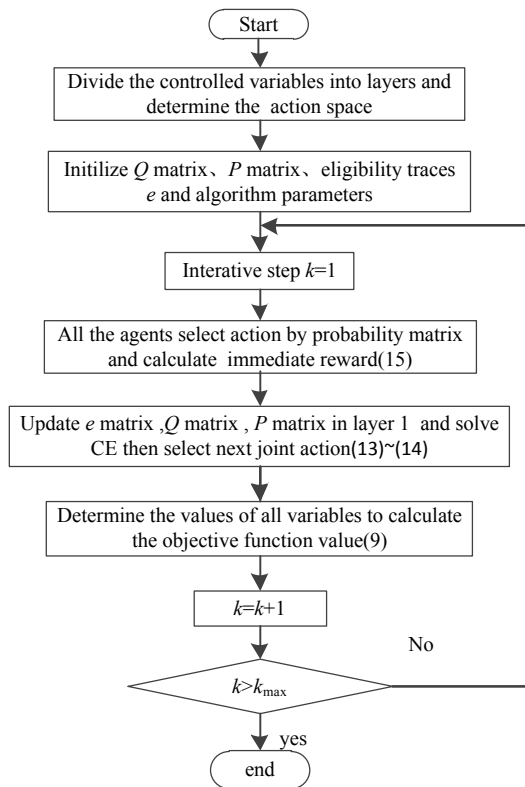 Start
Divide the controlled variables into layers and
determine the action space
Initilize Q matrix、P matrix、eligibility traces
e and algorithm parameters
Interative step k=1
All the agents select action by probability matrix
and calculate immediate reward(15)
Update e matrix ,Q matrix , P matrix in layer 1 and solve
CE then select next joint action(13)~(14)
Determine the values of all variables to calculate
the objective function value(9)
k=k+1
No
k>kmax
yes
end